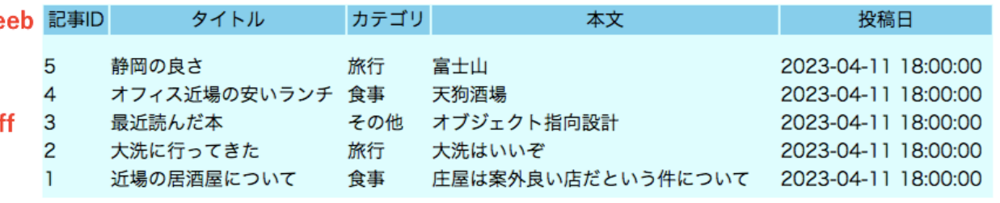 eeb 記事ID タイトル カテゴリ 本文 投稿日
5 静岡の良さ 旅行 富士山 2023-04-11 18:00:00
4 オフィス近場の安いランチ 食事 天狗酒場 2023-04-11 18:00:00
ff 3 最近読んだ本 その他 オブジェクト指向設計 2023-04-11 18:00:00
2 大洗に行ってきた 旅行 大洗はいいぞ 2023-04-11 18:00:00
1 近場の居酒屋について 食事 庄屋は案外良い店だという件について 2023-04-11 18:00:00